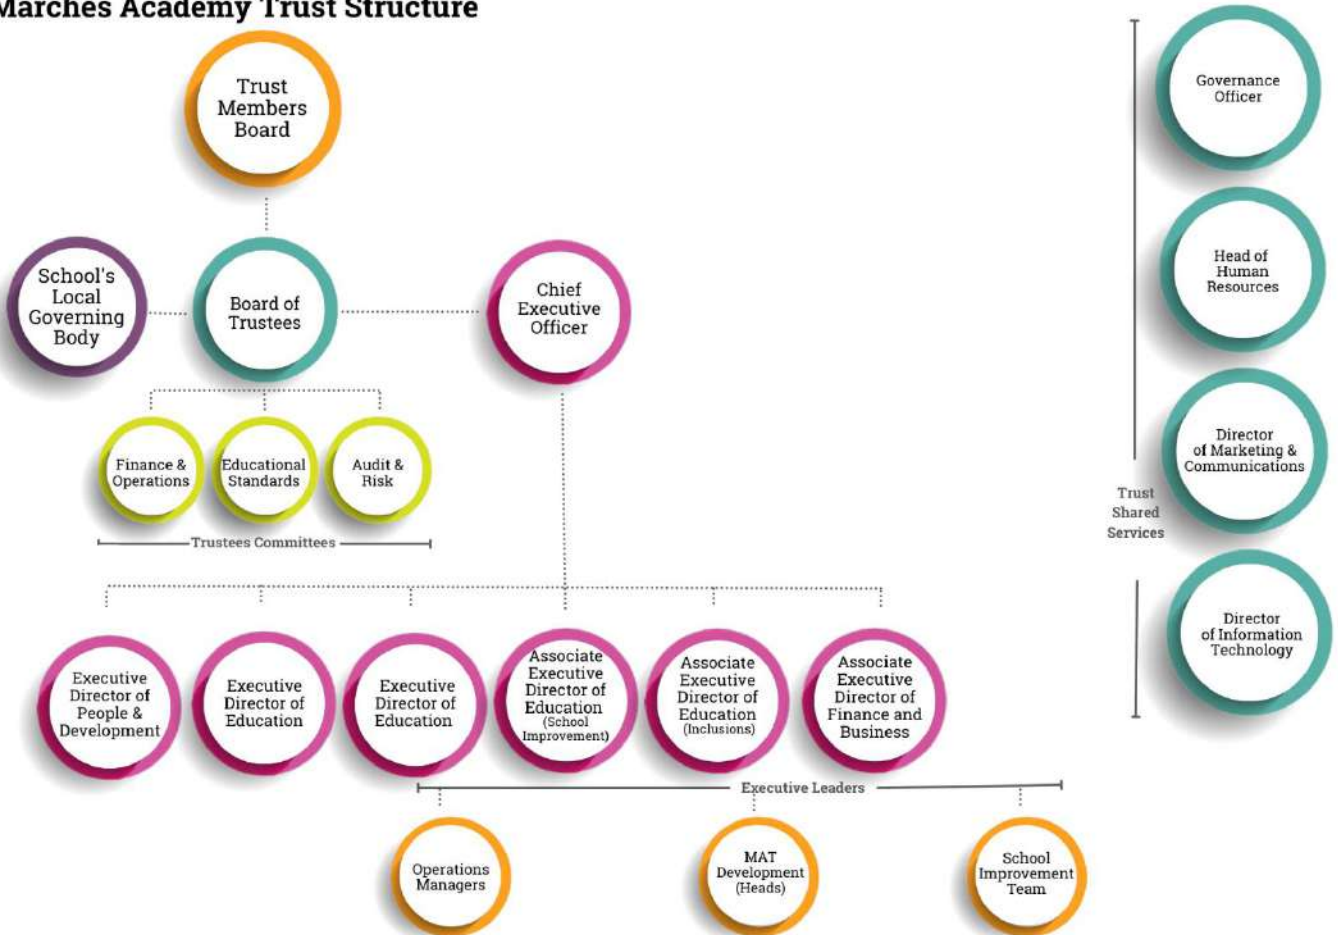 Marches Academy Trust Structure
Trust
Members
Board
School's
Local
Governing
Body
Board of
Trustees
Chief
Executive
Officer
Finance &
Operations
Educational
Standards
Audit &
Risk
Trustees Committees
Executive
Director of
People &
Development
Executive
Director of
Education
Executive
Director of
Education
Associate
Executive
Director of
Education
(School
Improvement)
Associate
Executive
Director of
Education
(Inclusions)
Associate
Executive
Director of
Finance and
Business
Executive Leaders
Operations
Managers
MAT
Development
(Heads)
School
Improvement
Team
Governance
Officer
Head of
Human
Resources
Director
of Marketing &
Communications
Trust
Shared
Services
Director
of Information
Technology